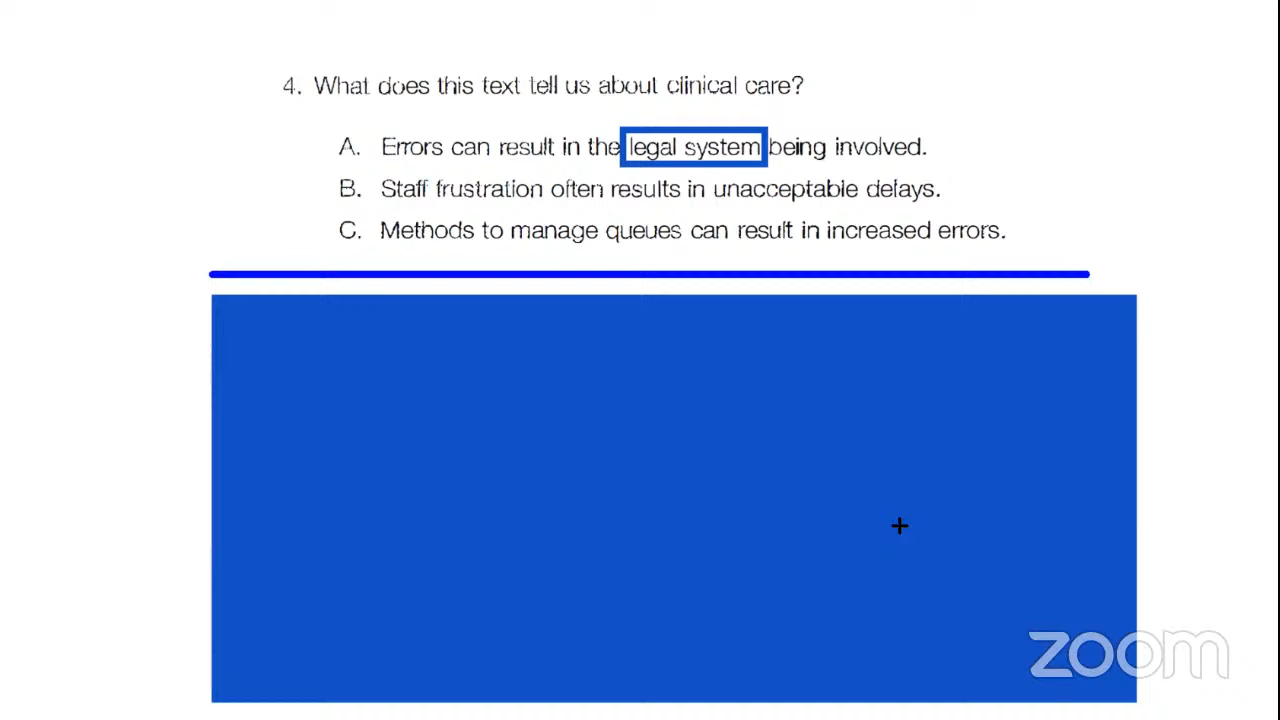 4. What does this text tell us about clinical care?
A. Errors can result in the legal system being involved.
B. Staff frustration often results in unacceptable delays.
C. Methods to manage queues can result in increased errors.
zoom